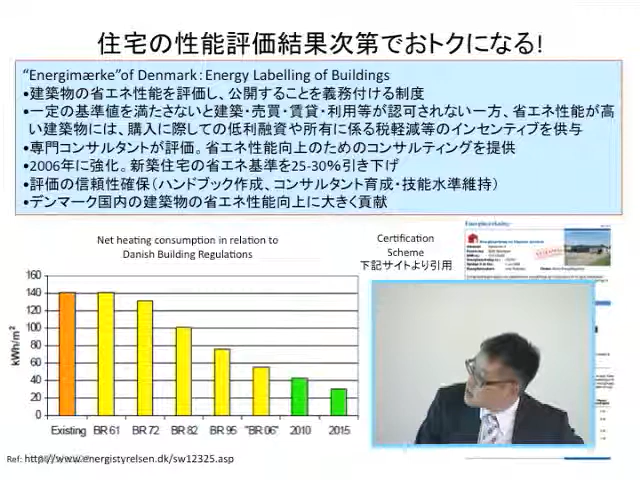 住宅の性能評価結果次第でおトクになる!
“Energimærke”of Denmark：Energy Labelling of Buildings
•建築物の省エネ性能を評価し、公開することを義務付ける制度
•一定の基準値を満たさないと建築・売買・賃貸・利用等が認可されない一方、省エネ性能が高
い建築物には、購入に際しての低利融資や所有に係る税軽減等のインセンティブを供与
•専門コンサルタントが評価。省エネ性能向上のためのコンサルティングを提供
•2006年に強化。新築住宅の省エネ基準を25-30％引き下げ
•評価の信頼性確保（ハンドブック作成、コンサルタント育成・技能水準維持）
•デンマーク国内の建築物の省エネ性能向上に大きく貢献
Net heating consumption in relation to
Danish Building Regulations
Certification
Scheme
下記サイトより引用
kWh/m²
160
140
120
100
80
60
40
20
0
Existing BR 61 BR 72 BR 82 BR 95 "BR 06" 2010 2015
Ref: http://www.energistyrelsen.dk/sw12325.asp